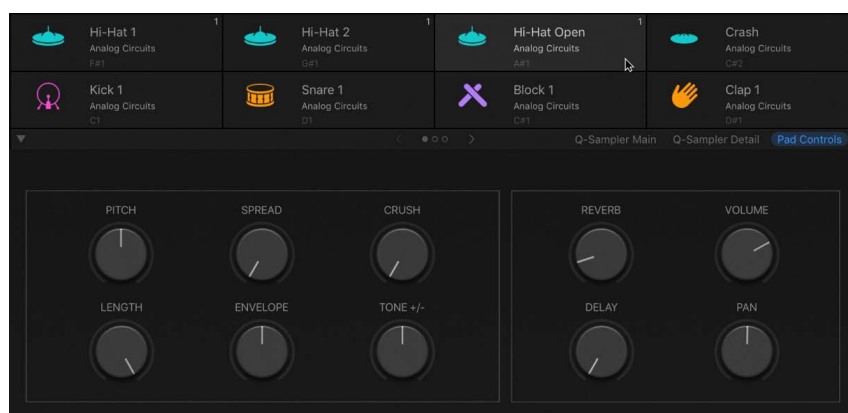 1
Hi-Hat 1
Analog Circuits
F#1
1
Hi-Hat 2
Analog Circuits
G#1
1
Hi-Hat Open
Analog Circuits
A#1
Crash
Analog Circuits
C#2
Kick 1
Analog Circuits
C1
Snare 1
Analog Circuits
D1
Block 1
Analog Circuits
C#1
Clap 1
Analog Circuits
D#1
Q-Sampler Main Q-Sampler Detail Pad Controls
PITCH SPREAD CRUSH REVERB VOLUME
LENGTH ENVELOPE TONE +/- DELAY PAN